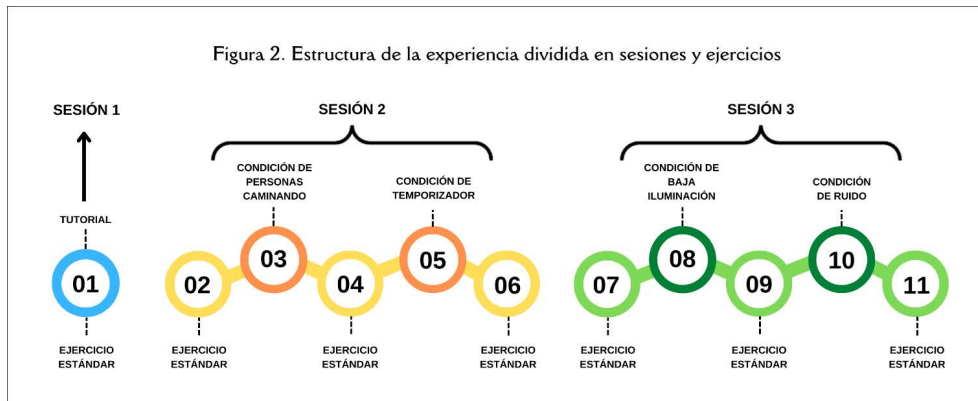 Figura 2. Estructura de la experiencia dividida en sesiones y ejercicios
SESIÓN 1
SESIÓN 2
SESIÓN 3
CONDICIÓN DE
PERSONAS
CAMINANDO
CONDICIÓN DE
TEMPORIZADOR
CONDICIÓN DE
BAJA
ILUMINACIÓN
CONDICIÓN
DE RUIDO
TUTORIAL
01
02
03
04
05
06
07
08
09
10
11
EJERCICIO
ESTÁNDAR
EJERCICIO
ESTÁNDAR
EJERCICIO
ESTÁNDAR
EJERCICIO
ESTÁNDAR
EJERCICIO
ESTÁNDAR
EJERCICIO
ESTÁNDAR
EJERCICIO
ESTÁNDAR